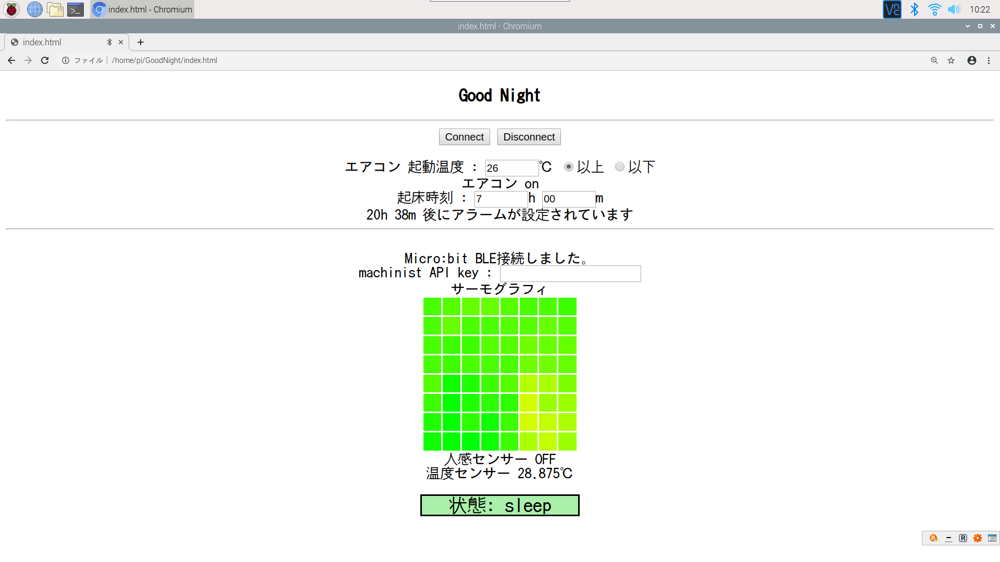 index.html - Chromium
10:22
index.html - Chromium
index.html
ファイル /home/pi/GoodNight/index.html
Good Night
Connect Disconnect
エアコン 起動温度 : 26 ℃ 以上 以下
エアコン on
起床時刻 : 7 h 00 m
20h 38m 後にアラームが設定されています
Micro:bit BLE接続しました。
machinist API key :
サーモグラフィ
人感センサー OFF
温度センサー 28.875℃
状態: sleep
あ R